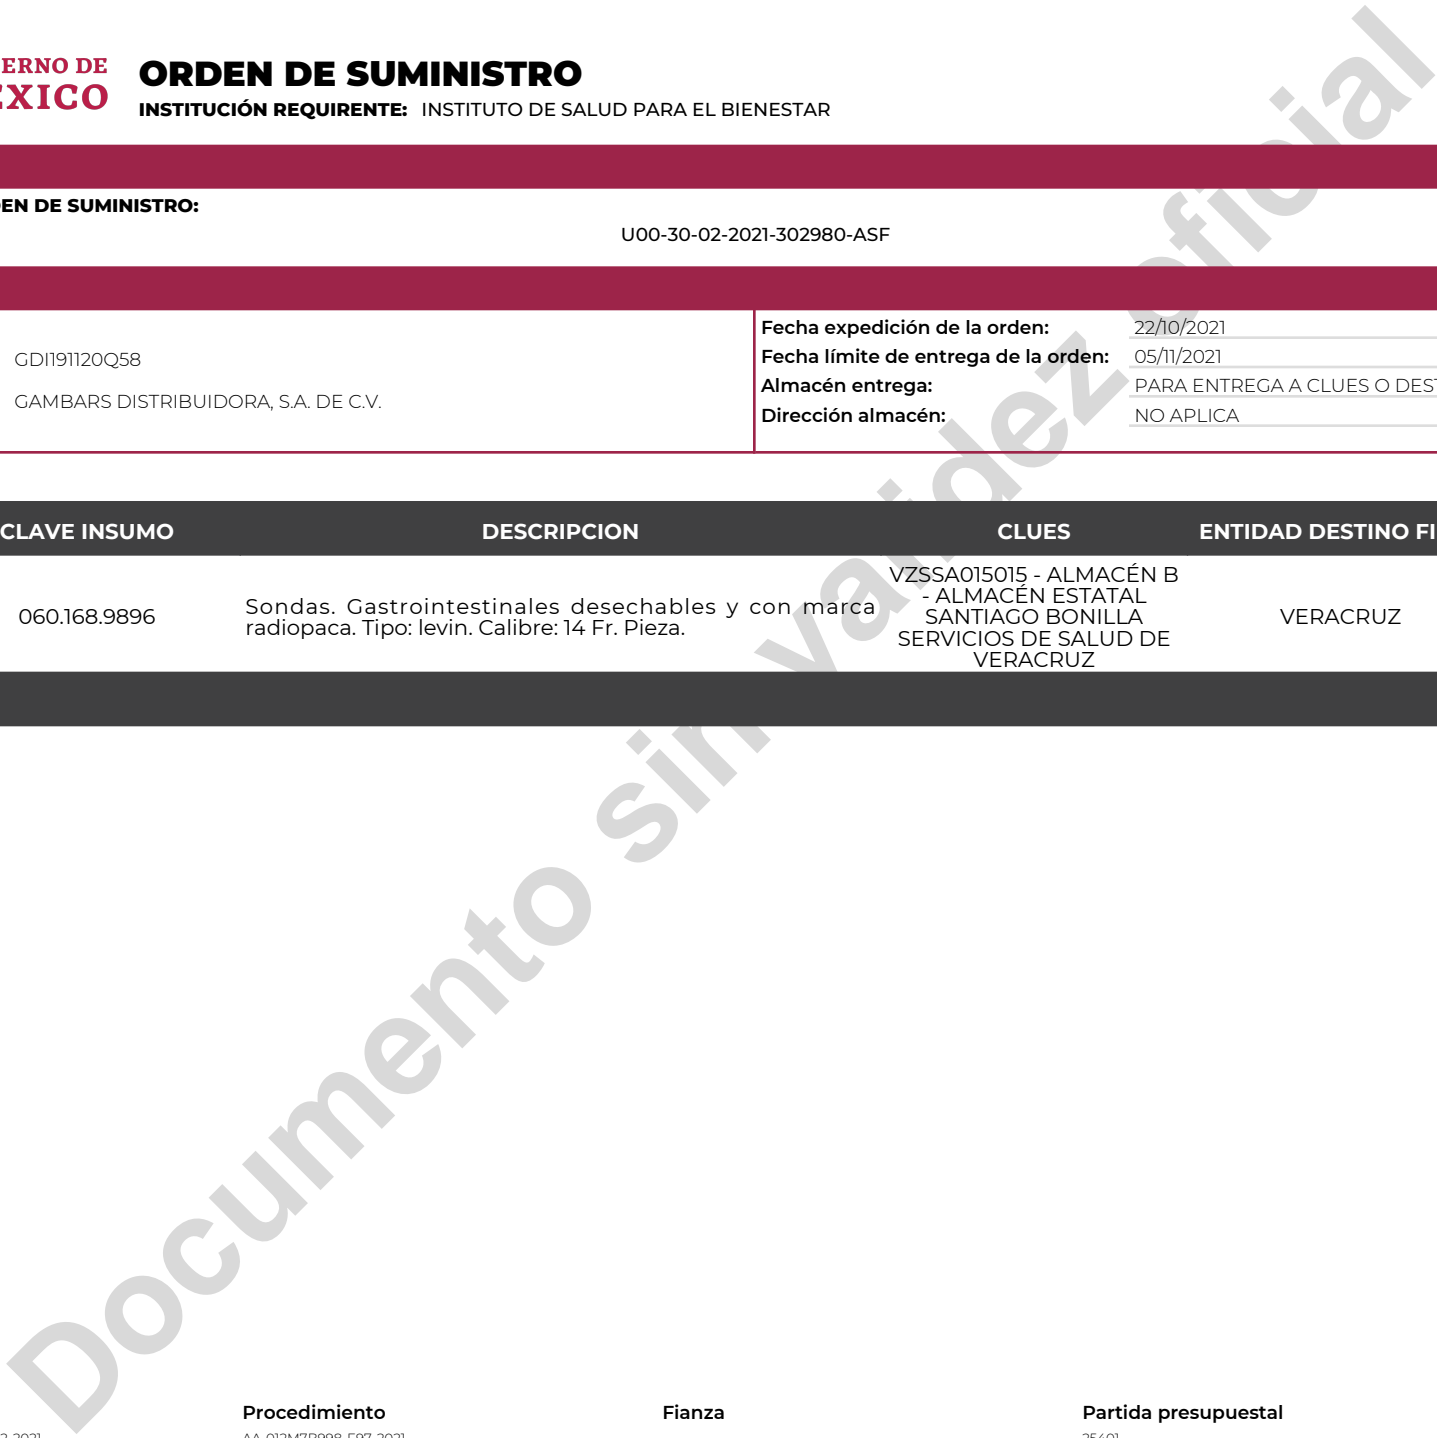 ERNO DE
ORDEN DE SUMINISTRO
EXICO
INSTITUCIÓN REQUIRENTE: INSTITUTO DE SALUD PARA EL BIENESTAR
EN DE SUMINISTRO:
U00-30-02-2021-302980-ASF
GDI191120Q58
GAMBARS DISTRIBUIDORA, S.A. DE C.V.
Fecha expedición de la orden: 22/10/2021
Fecha límite de entrega de la orden: 05/11/2021
Almacén entrega: PARA ENTREGA A CLUES O DEST
Dirección almacén: NO APLICA
CLAVE INSUMO DESCRIPCION CLUES ENTIDAD DESTINO FI
060.168.9896
Sondas. Gastrointestinales desechables y con marca
radiopaca. Tipo: levin. Calibre: 14 Fr. Pieza.
VZSSA015015 - ALMACÉN B
- ALMACÉN ESTATAL
SANTIAGO BONILLA
SERVICIOS DE SALUD DE
VERACRUZ
VERACRUZ
Documento sin validez oficial
Procedimiento Fianza Partida presupuestal